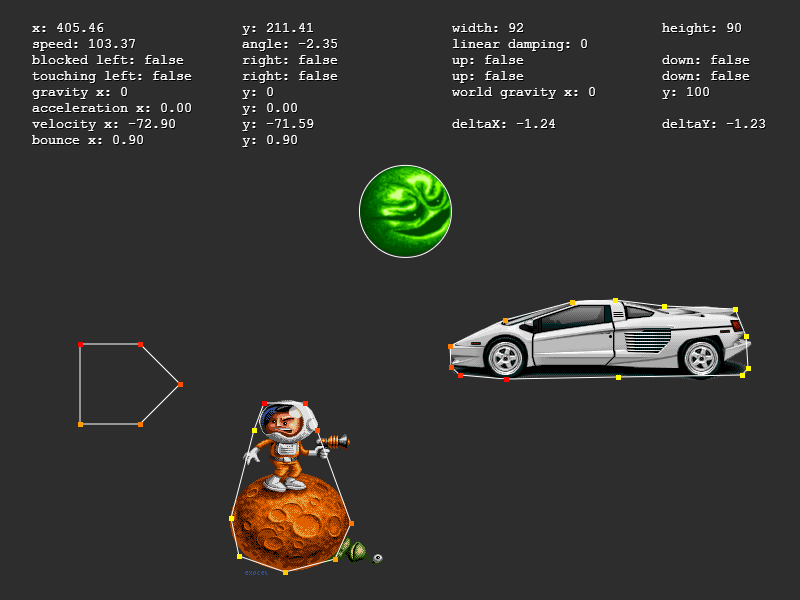 x: 405.46 y: 211.41 width: 92 height: 90
speed: 103.37 angle: -2.35 linear damping: 0
blocked left: false right: false up: false down: false
touching left: false right: false up: false down: false
gravity x: 0 y: 0 world gravity x: 0 y: 100
acceleration x: 0.00 y: 0.00
velocity x: -72.90 y: -71.59 deltaX: -1.24 deltaY: -1.23
bounce x: 0.90 y: 0.90